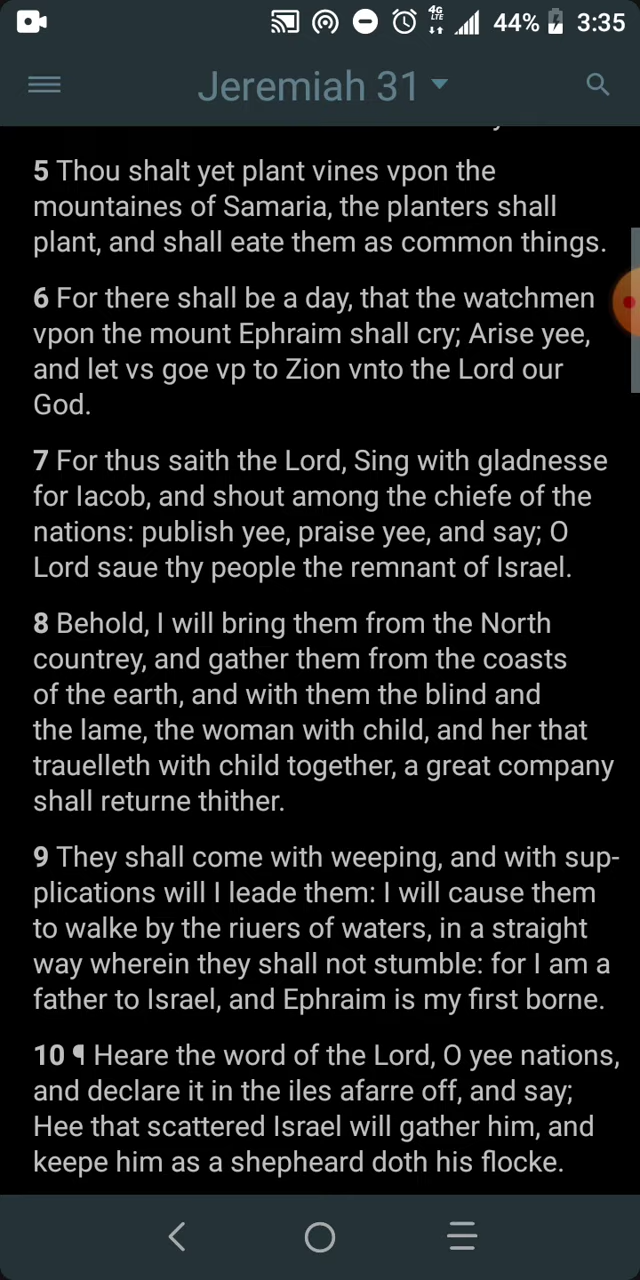 4G
LTE
44%
3:35
Jeremiah 31
5 Thou shalt yet plant vines vpon the
mountaines of Samaria, the planters shall
plant, and shall eate them as common things.
6 For there shall be a day, that the watchmen
vpon the mount Ephraim shall cry; Arise yee,
and let vs goe vp to Zion vnto the Lord our
God.
7 For thus saith the Lord, Sing with gladnesse
for Iacob, and shout among the chiefe of the
nations: publish yee, praise yee, and say; O
Lord saue thy people the remnant of Israel.
8 Behold, I will bring them from the North
countrey, and gather them from the coasts
of the earth, and with them the blind and
the lame, the woman with child, and her that
trauelleth with child together, a great company
shall returne thither.
9 They shall come with weeping, and with sup-
plications will I leade them: I will cause them
to walke by the riuers of waters, in a straight
way wherein they shall not stumble: for I am a
father to Israel, and Ephraim is my first borne.
10 ¶ Heare the word of the Lord, O yee nations,
and declare it in the iles afarre off, and say;
Hee that scattered Israel will gather him, and
keepe him as a shepheard doth his flocke.